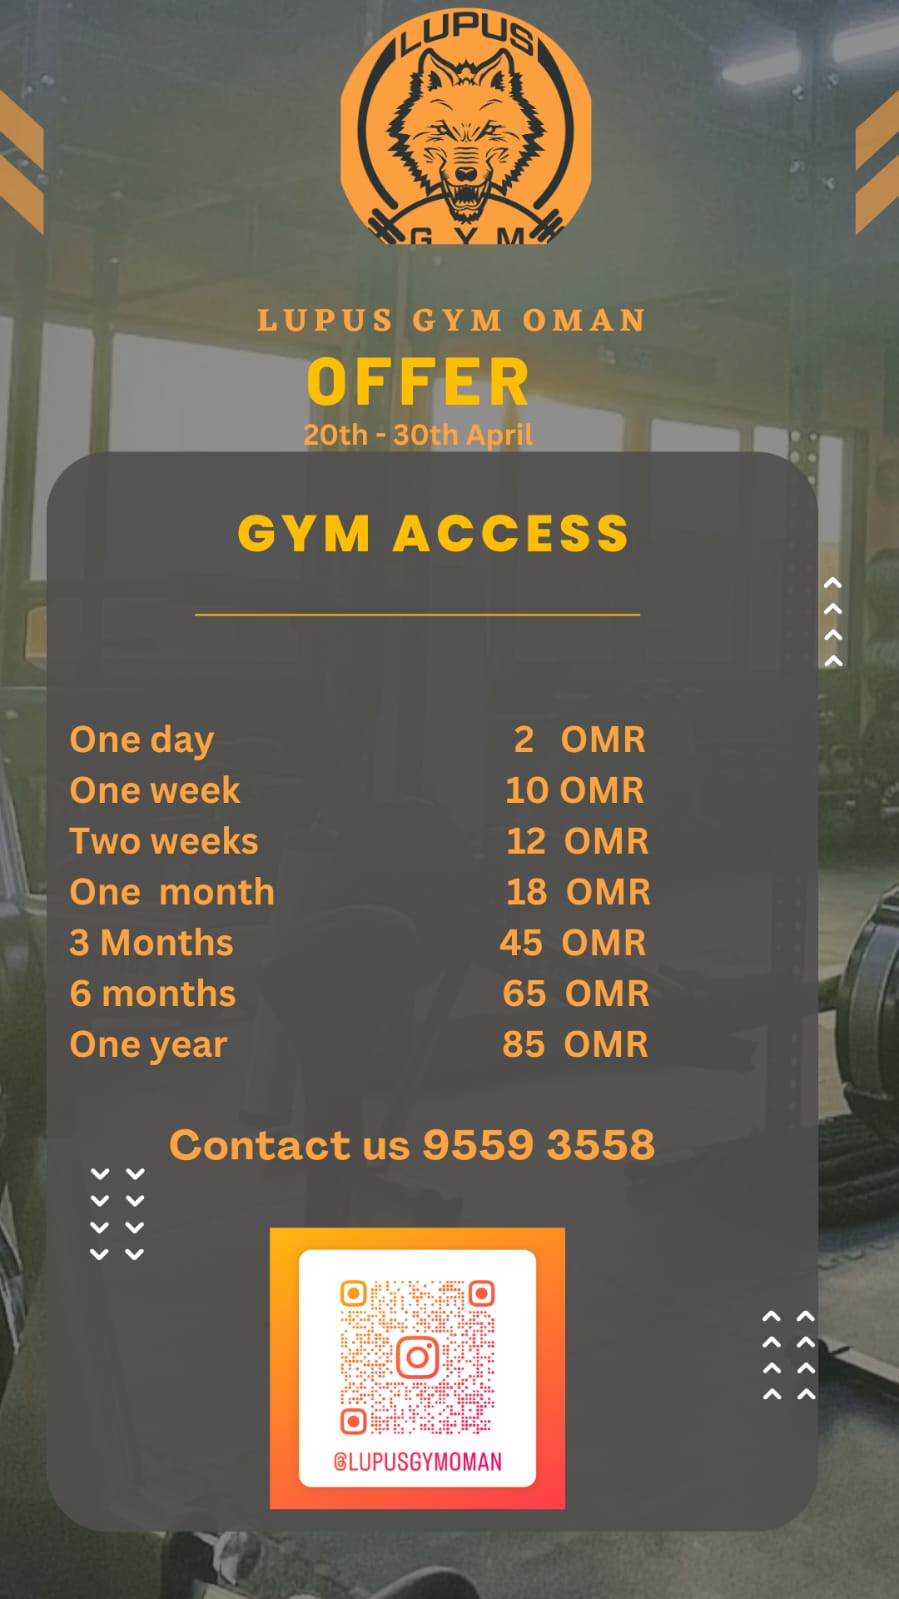 LUPUS
GYM
LUPUS GYM OMAN
OFFER
20th - 30th April
GYM ACCESS
One day 2 OMR
One week 10 OMR
Two weeks 12 OMR
One month 18 OMR
3 Months 45 OMR
6 months 65 OMR
One year 85 OMR
Contact us 9559 3558
@LUPUSGYMOMAN